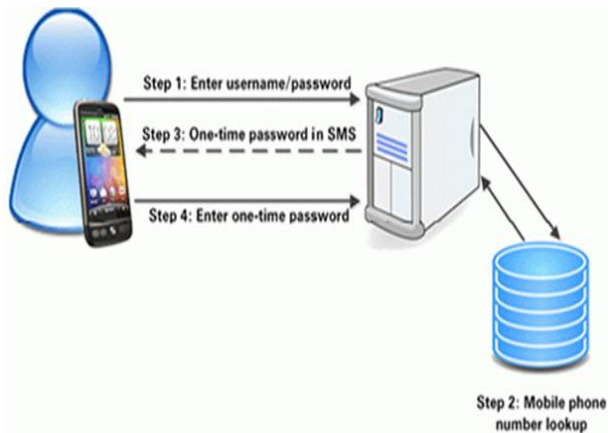 Step 1: Enter username/password
Step 3: One-time password in SMS
Step 4: Enter one-time password
Step 2: Mobile phone
number lookup